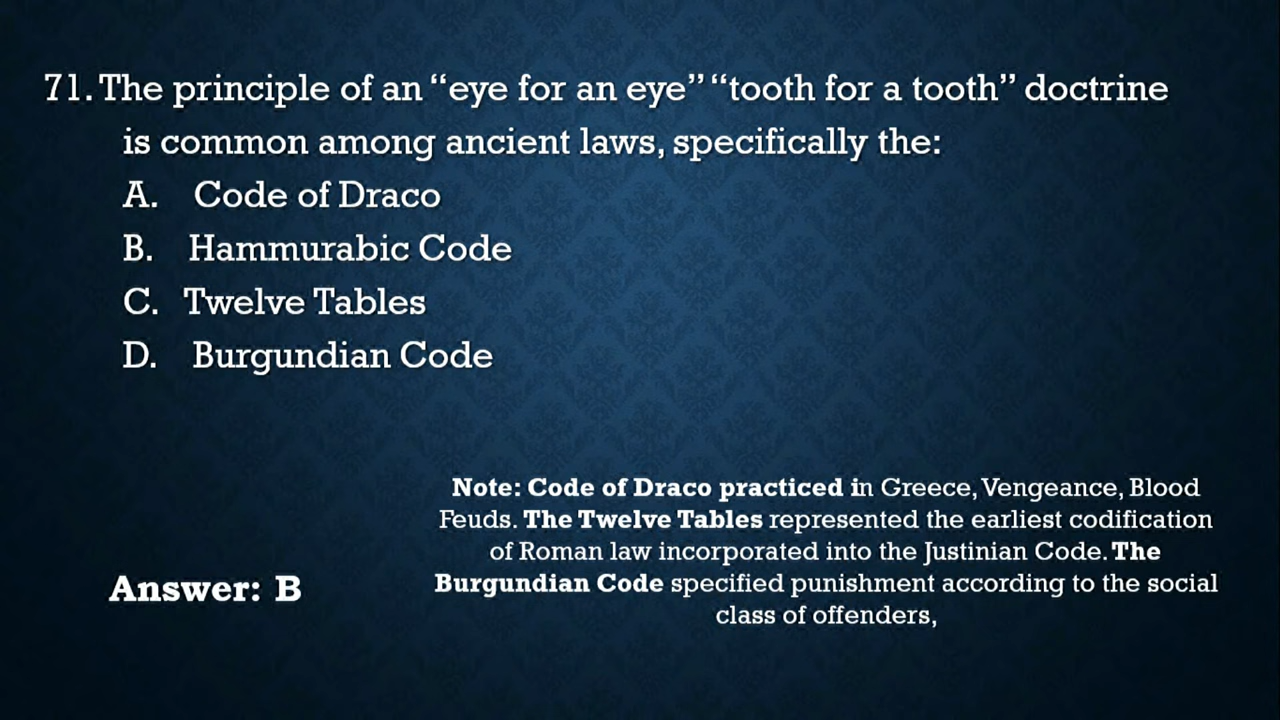 71. The principle of an “eye for an eye” “tooth for a tooth” doctrine
is common among ancient laws, specifically the:
A. Code of Draco
B. Hammurabic Code
C. Twelve Tables
D. Burgundian Code
Note: Code of Draco practiced in Greece, Vengeance, Blood
Feuds. The Twelve Tables represented the earliest codification
of Roman law incorporated into the Justinian Code. The
Burgundian Code specified punishment according to the social
class of offenders,
Answer: B